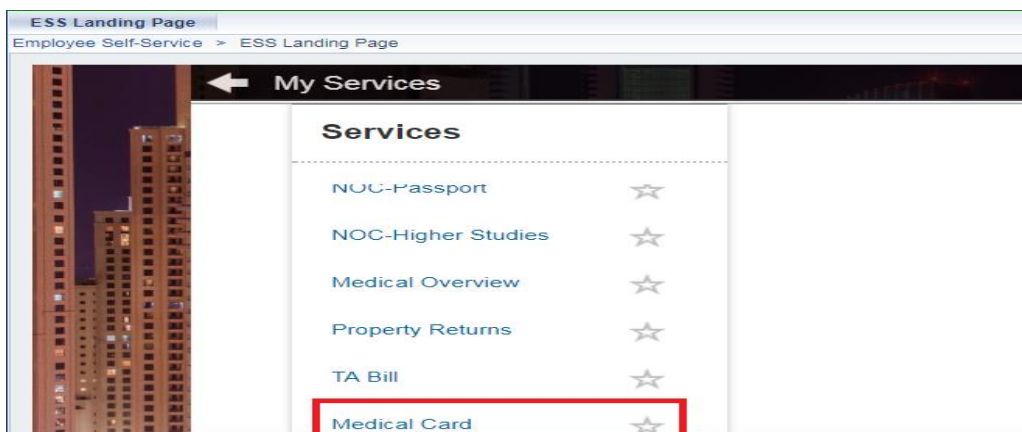 ESS Landing Page
Employee Self-Service > ESS Landing Page
My Services
Services
NOC-Passport
NOC-Higher Studies
Medical Overview
Property Returns
TA Bill
Medical Card